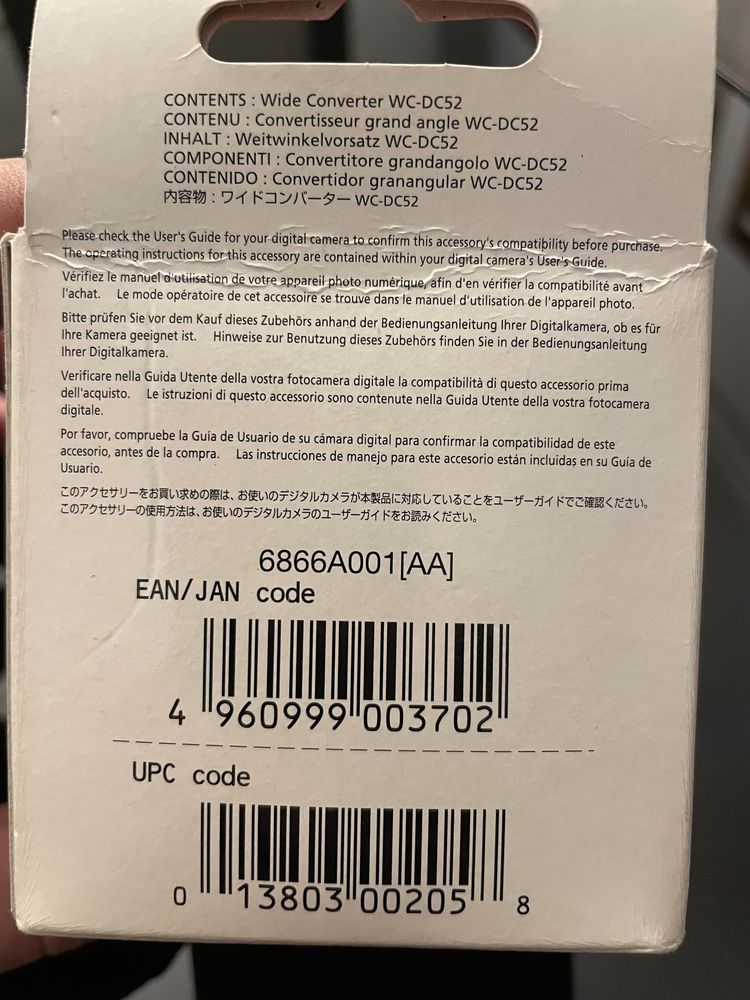 CONTENTS : Wide Converter WC-DC52
CONTENU : Convertisseur grand angle WC-DC52
INHALT : Weitwinkelvorsatz WC-DC52
COMPONENTI : Convertitore grandangolo WC-DC52
CONTENIDO : Convertidor granangular WC-DC52
内容物 : ワイドコンバーター WC-DC52
Please check the User's Guide for your digital camera to confirm this accessory's compatibility before purchase.
The operating instructions for this accessory are contained within your digital camera's User's Guide.
Vérifiez le manuel d'utilisation de votre appareil photo numérique, afin d'en vérifier la compatibilité avant
l'achat. Le mode opératoire de cet accessoire se trouve dans le manuel d'utilisation de l'appareil photo.
Bitte prüfen Sie vor dem Kauf dieses Zubehörs anhand der Bedienungsanleitung Ihrer Digitalkamera, ob es für
Ihre Kamera geeignet ist. Hinweise zur Benutzung dieses Zubehörs finden Sie in der Bedienungsanleitung
Ihrer Digitalkamera.
Verificare nella Guida Utente della vostra fotocamera digitale la compatibilità di questo accessorio prima
dell'acquisto. Le istruzioni di questo accessorio sono contenute nella Guida Utente della vostra fotocamera
digitale.
Por favor, compruebe la Guía de Usuario de su cámara digital para confirmar la compatibilidad de este
accesorio, antes de la compra. Las instrucciones de manejo para este accesorio están incluidas en su Guía de
Usuario.
このアクセサリーをお買い求めの際は、お使いのデジタルカメラが本製品に対応していることをユーザーガイドでご確認ください。
このアクセサリーの使用方法は、お使いのデジタルカメラのユーザーガイドをお読みください。
6866A001[AA]
EAN/JAN code
4 960999 003702
UPC code
0 13803 00205 8